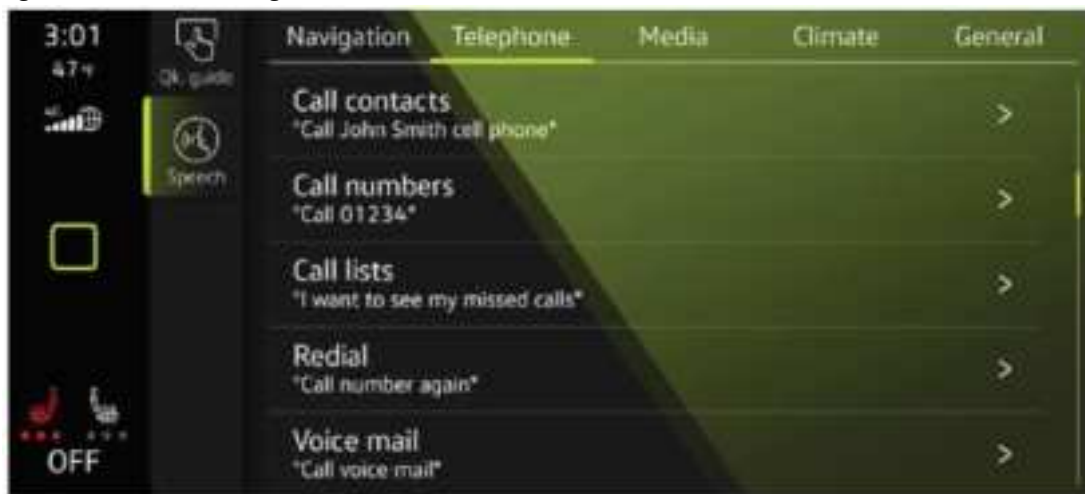 3:01
47°F
4G
Qk. guide
Speech
Navigation Telephone Media Climate General
Call contacts
"Call John Smith cell phone"
Call numbers
"Call 01234"
Call lists
"I want to see my missed calls"
Redial
"Call number again"
Voice mail
"Call voice mail"
OFF